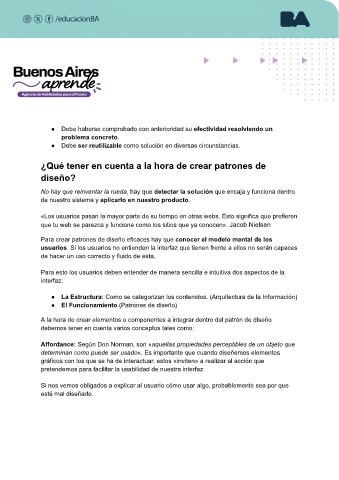 /educacionBA
BA
Buenos Aires
aprende
Agencia de Habilidades para el Futuro
● Debe haberse comprobado con anterioridad su efectividad resolviendo un
problema concreto.
● Debe ser reutilizable como solución en diversas circunstancias.
¿Qué tener en cuenta a la hora de crear patrones de
diseño?
No hay que reinventar la rueda, hay que detectar la solución que encaja y funciona dentro
de nuestro sistema y aplicarlo en nuestro producto.
«Los usuarios pasan la mayor parte de su tiempo en otras webs. Esto significa que prefieren
que tu web se parezca y funcione como los sitios que ya conocen». Jacob Nielsen
Para crear patrones de diseño eficaces hay que conocer el modelo mental de los
usuarios. Si los usuarios no entienden la interfaz que tienen frente a ellos no serán capaces
de hacer un uso correcto y fluido de esta.
Para esto los usuarios deben entender de manera sencilla e intuitiva dos aspectos de la
interfaz:
● La Estructura: Como se categorizan los contenidos. (Arquitectura de la Información)
● El Funcionamiento (Patrones de diseño)
A la hora de crear elementos o componentes a integrar dentro del patrón de diseño
debemos tener en cuenta varios conceptos tales como:
Affordance: Según Don Norman, son «aquellas propiedades perceptibles de un objeto que
determinan como puede ser usado«. Es importante que cuando diseñemos elementos
gráficos con los que se ha de interactuar, estos «inviten» a realizar el acción que
pretendemos para facilitar la usabilidad de nuestra interfaz.
Si nos vemos obligados a explicar al usuario cómo usar algo, probablemente sea por que
esté mal diseñado.